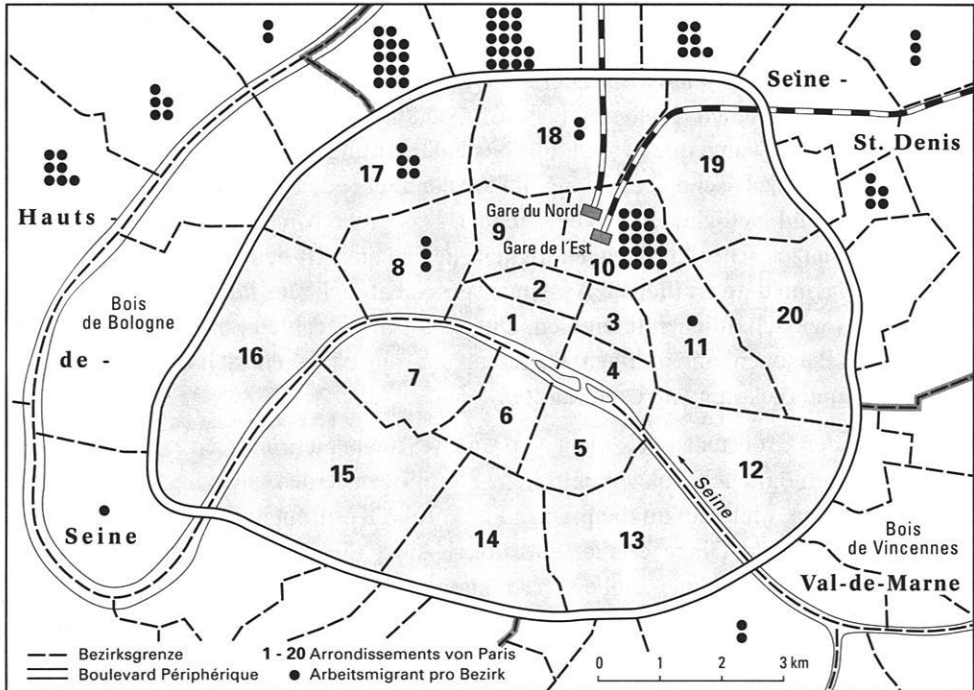 Seine -
St. Denis
18
19
17
Hauts -
Gare du Nord
9
Gare de l'Est
8
10
2
Bois
de Bologne
20
1
3
de -
11
16
4
7
6
5
12
15
Seine
Seine
14
13
Bois
de Vincennes
Val-de-Marne
Bezirksgrenze
1 - 20 Arrondissements von Paris
Boulevard Périphérique
Arbeitsmigrant pro Bezirk
0 1 2 3 km